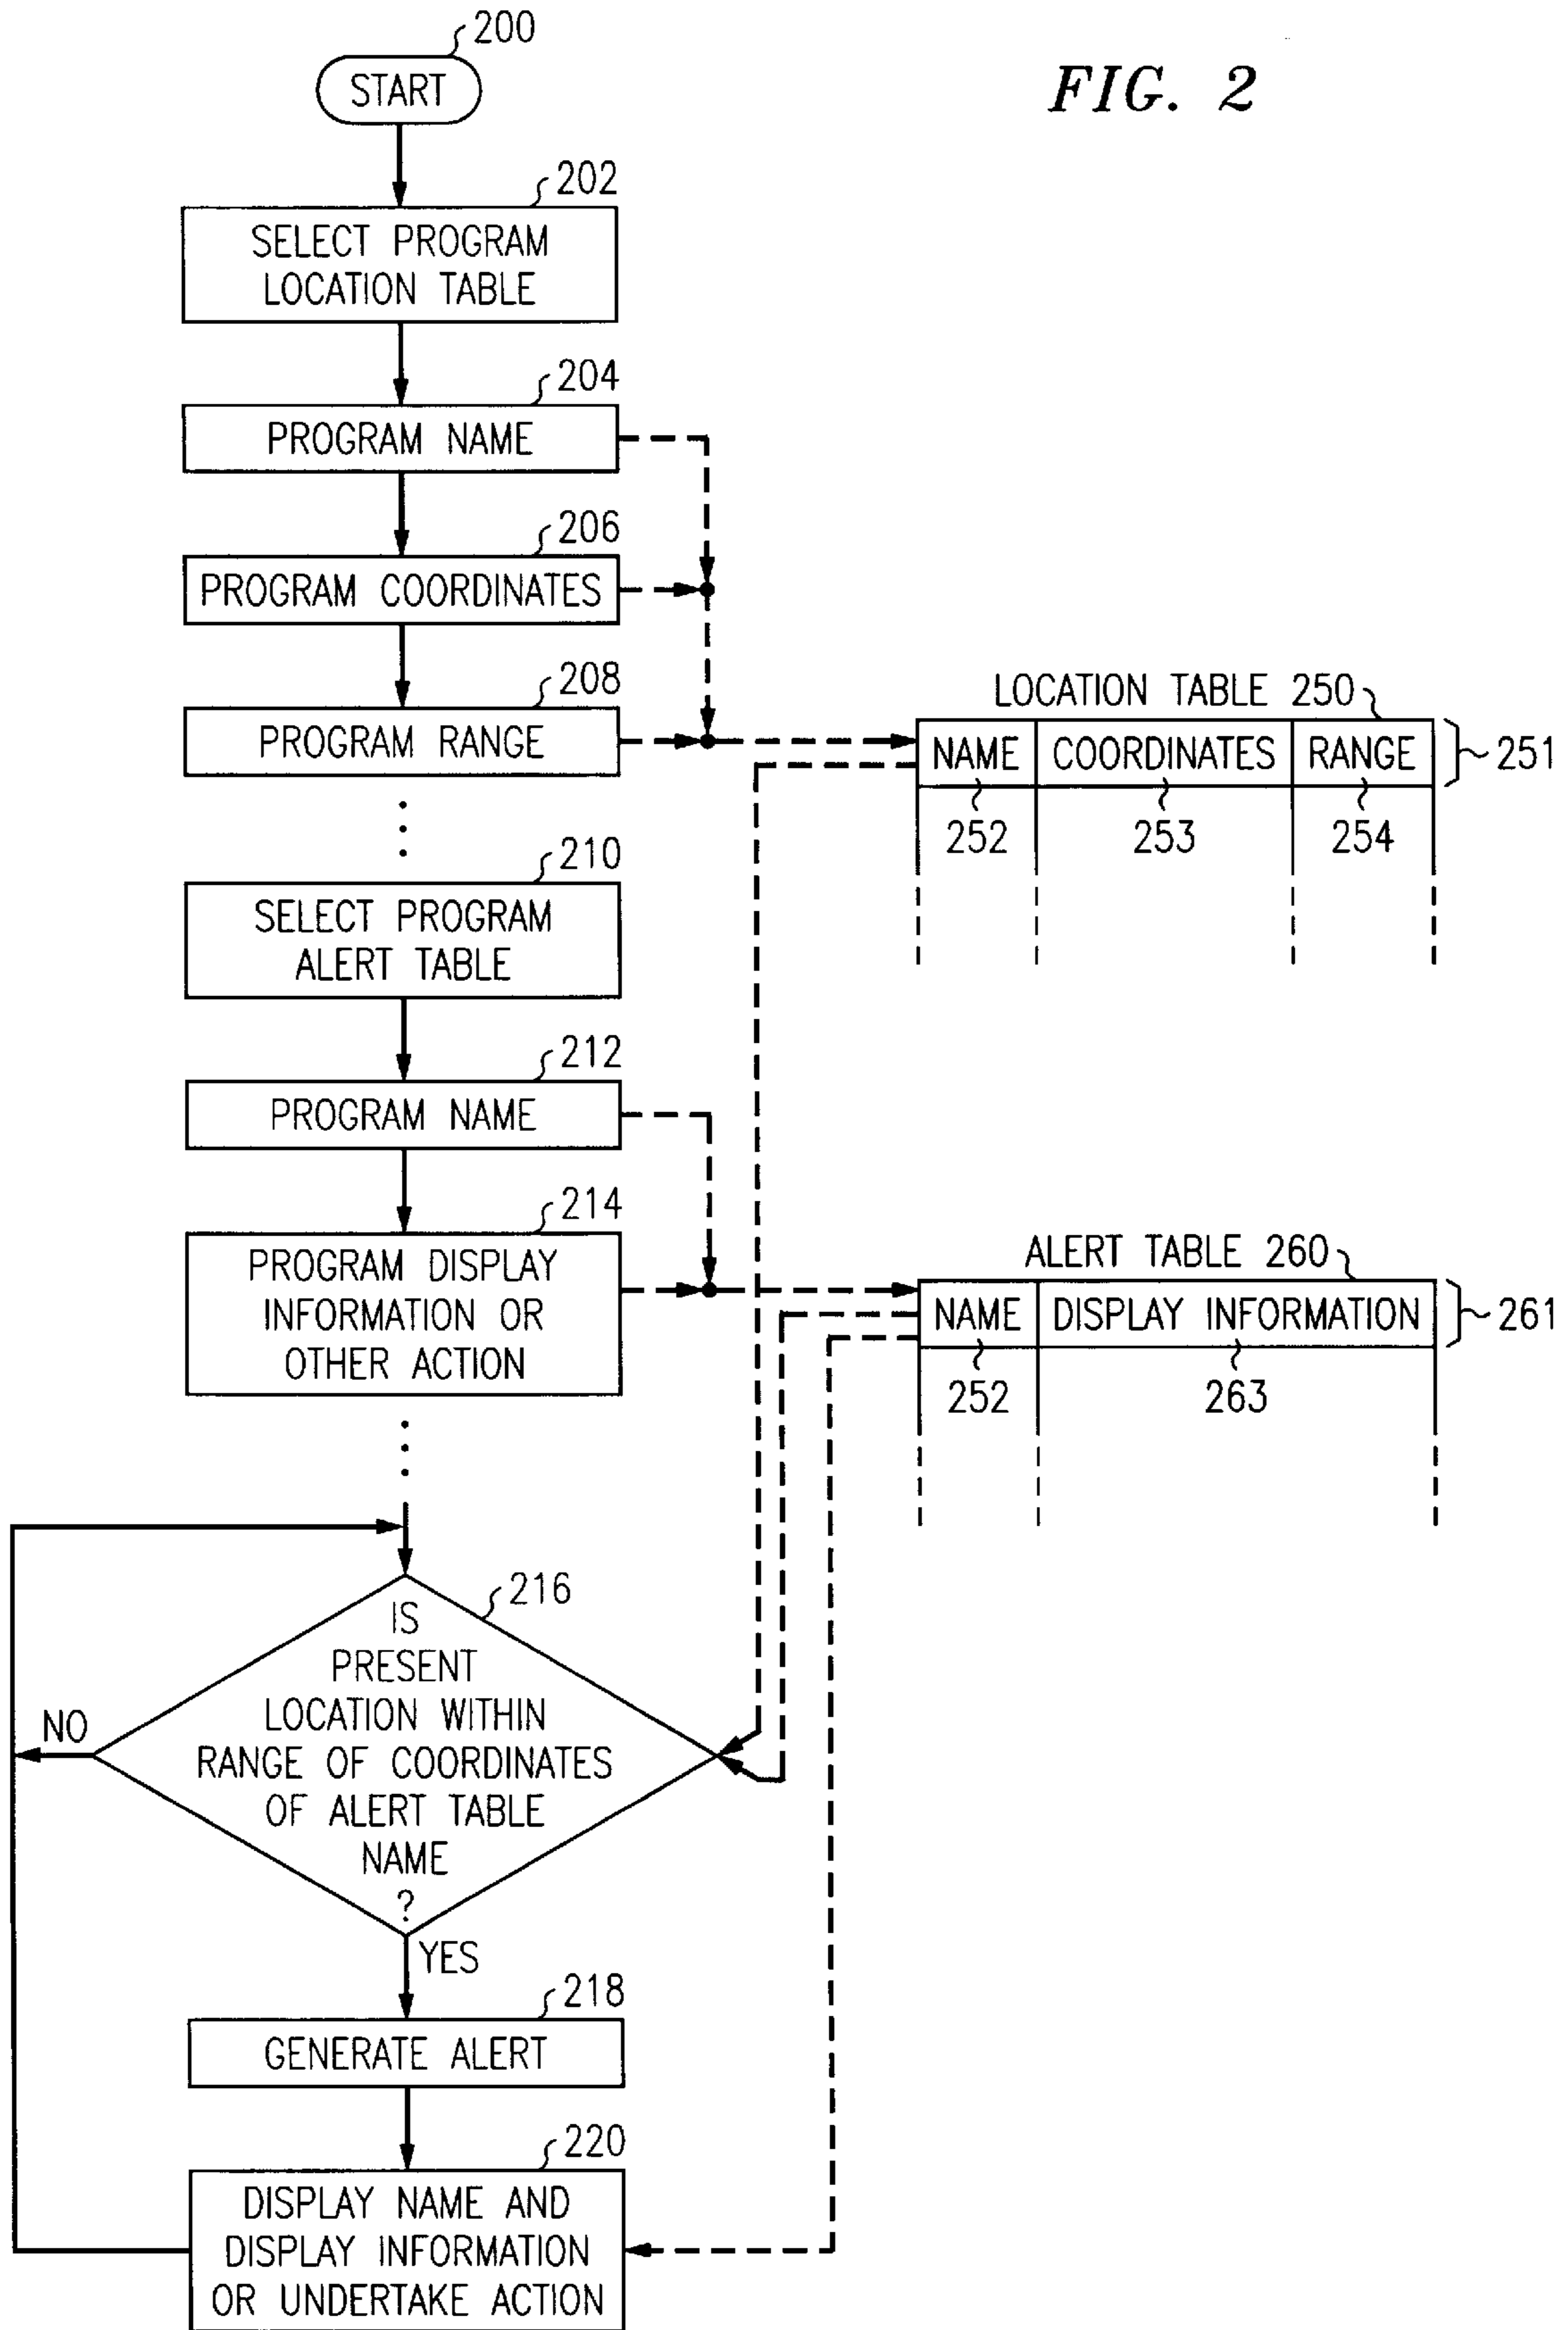 FIG. 2
200
START
202
SELECT PROGRAM
LOCATION TABLE
204
PROGRAM NAME
206
PROGRAM COORDINATES
208
PROGRAM RANGE
LOCATION TABLE 250
NAME COORDINATES RANGE 251
252 253 254
210
SELECT PROGRAM
ALERT TABLE
212
PROGRAM NAME
214
PROGRAM DISPLAY
INFORMATION OR
OTHER ACTION
ALERT TABLE 260
NAME DISPLAY INFORMATION 261
252 263
216
IS
PRESENT
LOCATION WITHIN
RANGE OF COORDINATES
OF ALERT TABLE
NAME
?
NO
YES
218
GENERATE ALERT
220
DISPLAY NAME AND
DISPLAY INFORMATION
OR UNDERTAKE ACTION